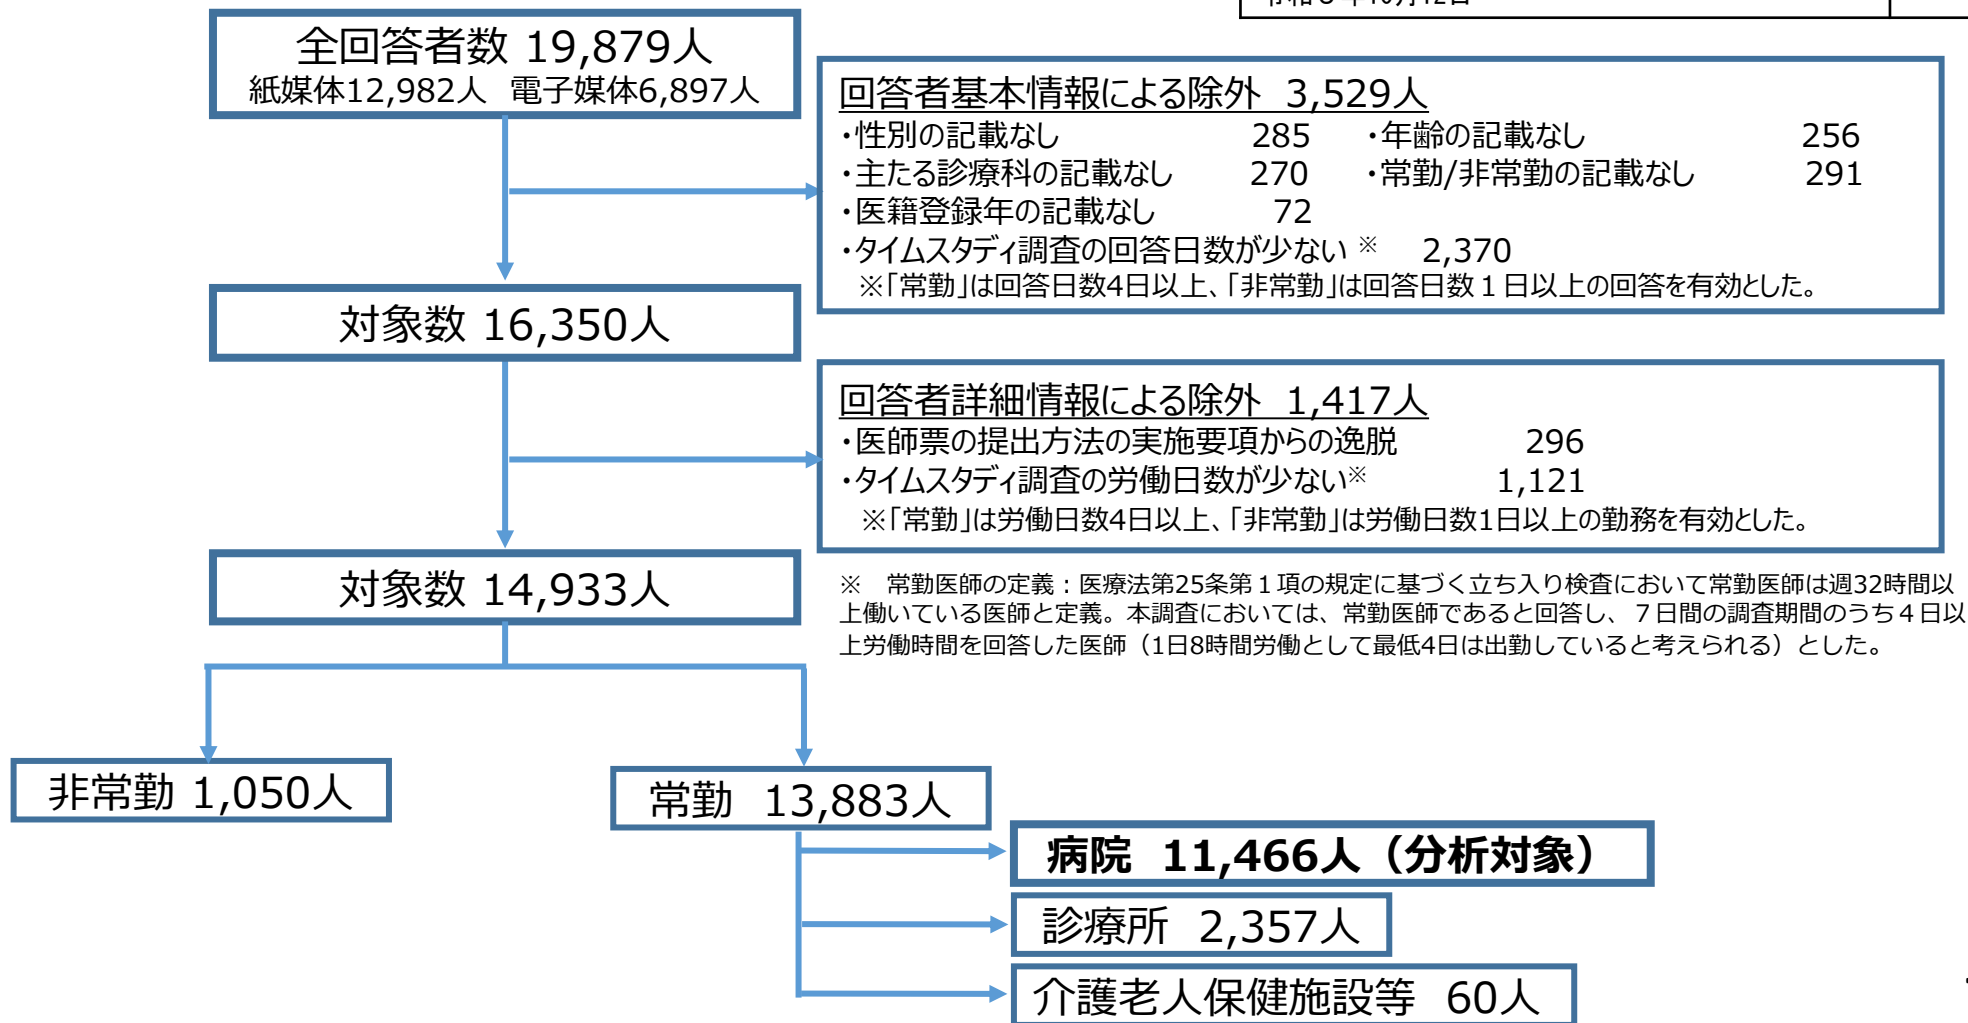 全回答者数 19,879人
紙媒体12,982人 電子媒体6,897人
回答者基本情報による除外 3,529人
・性別の記載なし 285 ・年齢の記載なし 256
・主たる診療科の記載なし 270 ・常勤/非常勤の記載なし 291
・医籍登録年の記載なし 72
・タイムスタディ調査の回答日数が少ない※ 2,370
※「常勤」は回答日数4日以上、「非常勤」は回答日数1日以上の回答を有効とした。
対象数 16,350人
回答者詳細情報による除外 1,417人
・医師票の提出方法の実施要項からの逸脱 296
・タイムスタディ調査の労働日数が少ない※ 1,121
※「常勤」は労働日数4日以上、「非常勤」は労働日数1日以上の勤務を有効とした。
対象数 14,933人
※ 常勤医師の定義：医療法第25条第１項の規定に基づく立ち入り検査において常勤医師は週32時間以
上働いている医師と定義。本調査においては、常勤医師であると回答し、７日間の調査期間のうち４日以
上労働時間を回答した医師（1日8時間労働として最低4日は出勤していると考えられる）とした。
非常勤 1,050人
常勤 13,883人
病院 11,466人（分析対象）
診療所 2,357人
介護老人保健施設等 60人